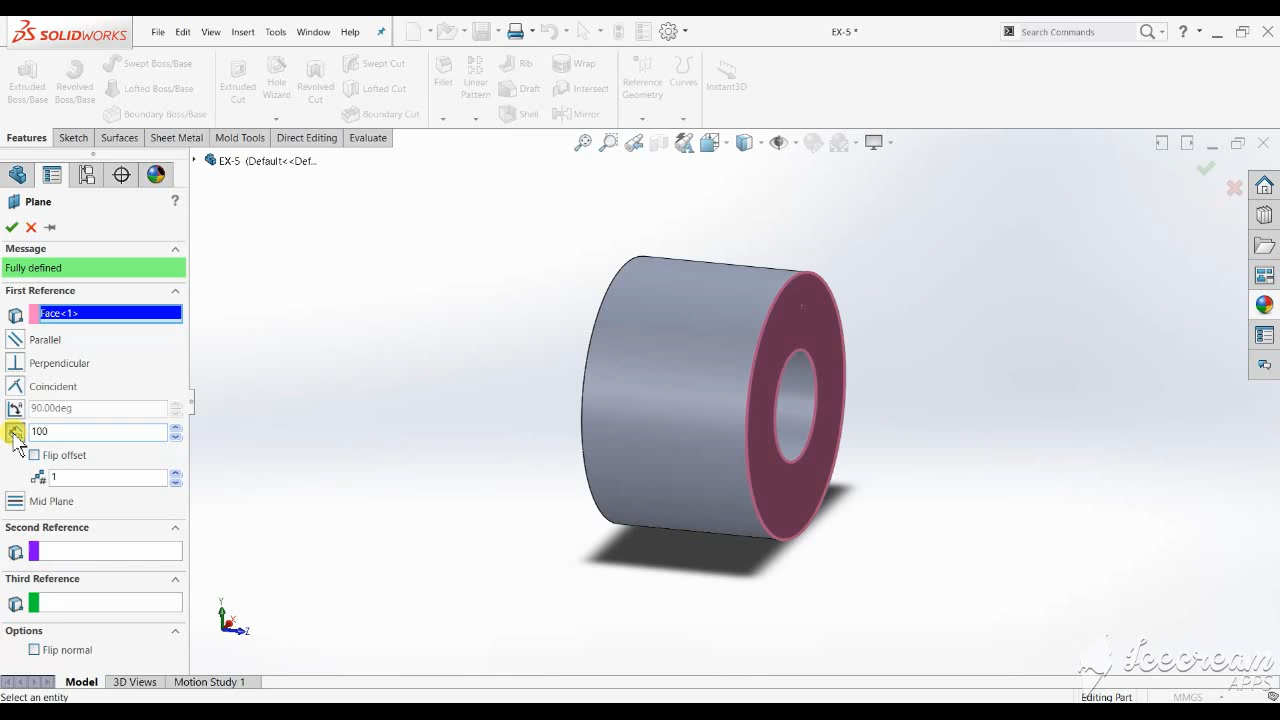 SOLIDWORKS
File Edit View Insert Tools Window Help
EX-5 *
Search Commands
?
Extruded Boss/Base
Revolved Boss/Base
Swept Boss/Base
Lofted Boss/Base
Boundary Boss/Base
Extruded Cut
Hole Wizard
Revolved Cut
Swept Cut
Lofted Cut
Boundary Cut
Fillet
Linear Pattern
Rib
Draft
Shell
Wrap
Intersect
Mirror
Reference Geometry
Curves
Instant3D
Features Sketch Surfaces Sheet Metal Mold Tools Direct Editing Evaluate
EX-5 (Default<<Def...
Plane
?
Message
Fully defined
First Reference
Face<1>
Parallel
Perpendicular
Coincident
90.00deg
100
Flip offset
1
Mid Plane
Second Reference
Third Reference
Options
Flip normal
Y
X
Z
Model 3D Views Motion Study 1
Select an entity
Editing Part
MMGS
Icecream
APPS